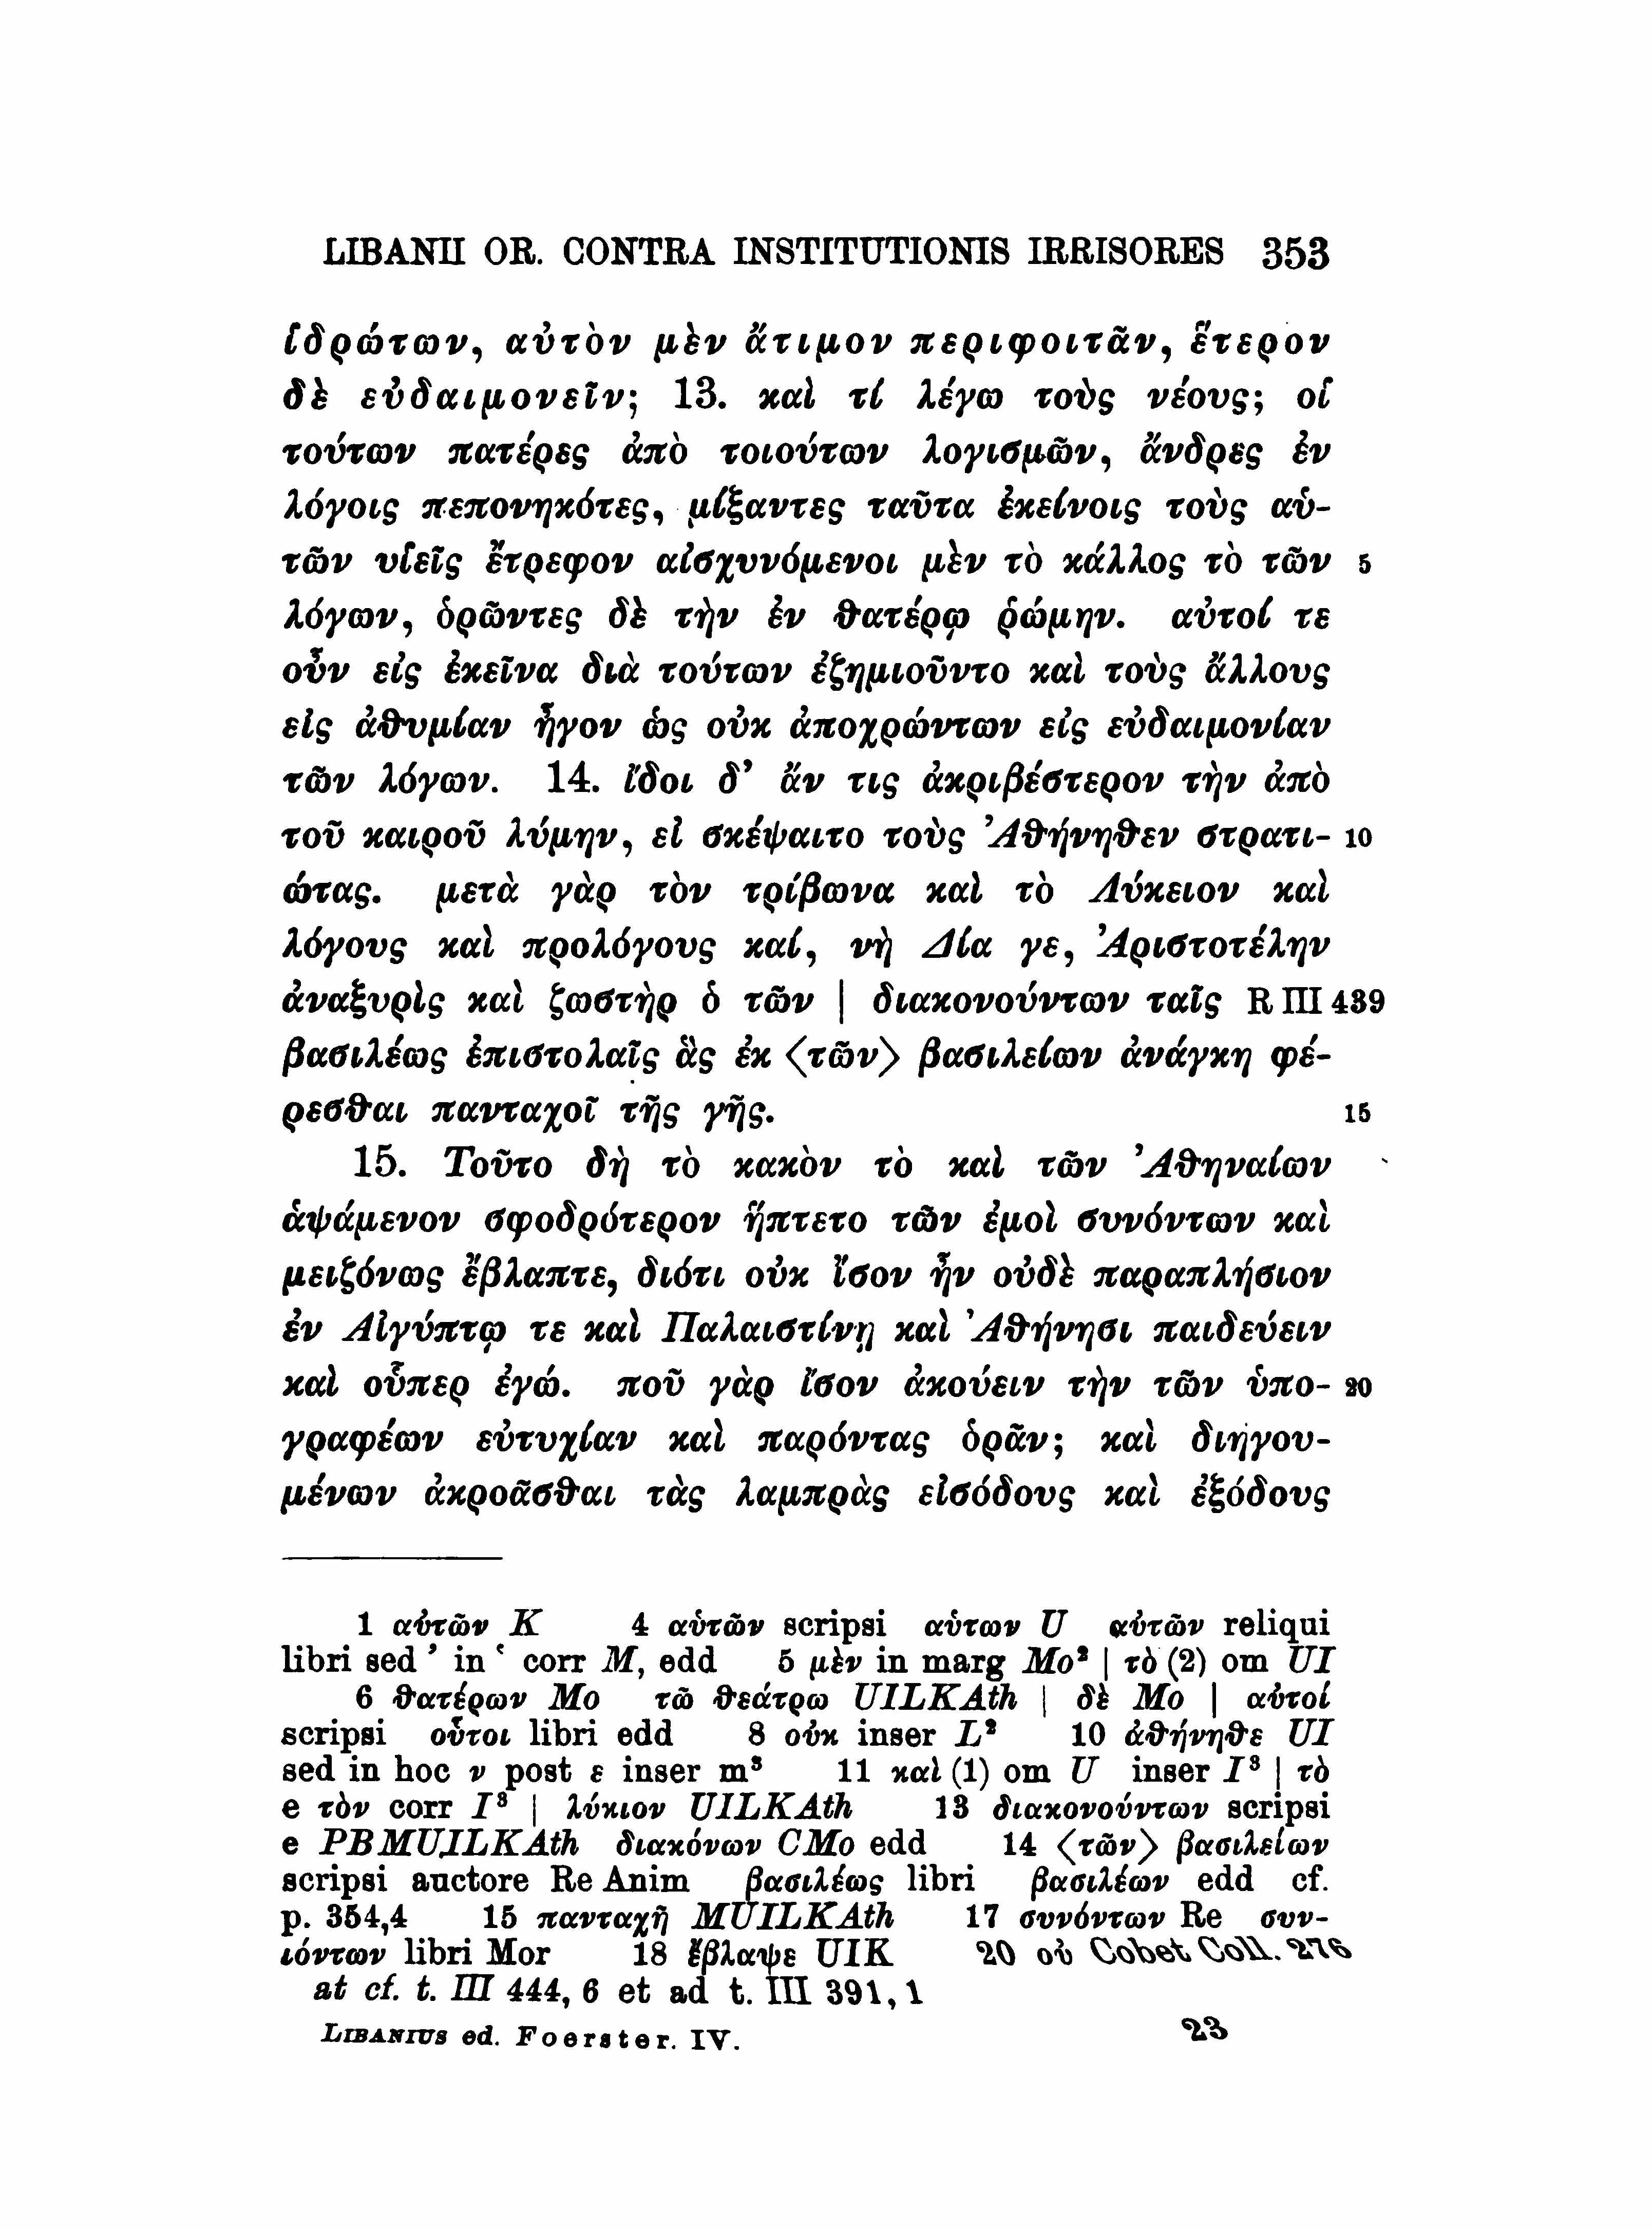 LIBANII OR. CONTRA INSTITUTIONIS IRRISORES 353
ἱδρώτων, αὐτὸν μὲν ἄτιμον περιφοιτᾶν, ἕτερον
δὲ εὐδαιμονεῖν; 13. καὶ τί λέγω τοὺς νέους; οἱ
τούτων πατέρες ἀπὸ τοιούτων λογισμῶν, ἄνδρες ἐν
λόγοις πεπονηκότες, μίξαντες ταῦτα ἐκείνοις τοὺς αὑ-
τῶν υἱεῖς ἔτρεφον αἰσχυνόμενοι μὲν τὸ κάλλος τὸ τῶν 5
λόγων, ὁρῶντες δὲ τὴν ἐν θατέρῳ ῥώμην. αὐτοί τε
οὖν εἰς ἐκεῖνα διὰ τούτων ἐζημιοῦντο καὶ τοὺς ἄλλους
εἰς ἀθυμίαν ἦγον ὡς οὐκ ἀποχρώντων εἰς εὐδαιμονίαν
τῶν λόγων. 14. ἴδοι δ’ ἄν τις ἀκριβέστερον τὴν ἀπὸ
τοῦ καιροῦ λύμην, εἰ σκέψαιτο τοὺς Ἀθήνηθεν στρατι- 10
ώτας. μετὰ γὰρ τὸν τρίβωνα καὶ τὸ Λύκειον καὶ
λόγους καὶ προλόγους καί, νὴ Δία γε, Ἀριστοτέλην
ἀναξυρὶς καὶ ζωστὴρ ὁ τῶν | διακονούντων ταῖς R III 439
βασιλέως ἐπιστολαῖς ἃς ἐκ ⟨τῶν⟩ βασιλείων ἀνάγκη φέ-
ρεσθαι πανταχοῖ τῆς γῆς. 15
15. Τοῦτο δὴ τὸ κακὸν τὸ καὶ τῶν Ἀθηναίων
ἁψάμενον σφοδρότερον ἥπτετο τῶν ἐμοὶ συνόντων καὶ
μειζόνως ἔβλαπτε, διότι οὐκ ἴσον ἦν οὐδὲ παραπλήσιον
ἐν Αἰγύπτῳ τε καὶ Παλαιστίνῃ καὶ Ἀθήνησι παιδεύειν
καὶ οὗπερ ἐγώ. ποῦ γὰρ ἴσον ἀκούειν τὴν τῶν ὑπο- 20
γραφέων εὐτυχίαν καὶ παρόντας ὁρᾶν; καὶ διηγου-
μένων ἀκροᾶσθαι τὰς λαμπρὰς εἰσόδους καὶ ἐξόδους
1 αὐτῶν K 4 αὑτῶν scripsi αὑτων U αὐτῶν reliqui
libri sed ’ in ‘ corr M, edd 5 μὲν in marg Mo² | τὸ (2) om UI
6 θατέρων Mo τῶ θεάτρω UILKAth | δὲ Mo | αὐτοί
scripsi οὗτοι libri edd 8 οὐκ inser L² 10 ἀθήνηθε UI
sed in hoc ν post ε inser m³ 11 καὶ (1) om U inser I³ | τὸ
e τὸν corr I³ | λύκιον UILKAth 13 διακονούντων scripsi
e PBMUILKAth διακόνων CMo edd 14 ⟨τῶν⟩ βασιλείων
scripsi auctore Re Anim βασιλέως libri βασιλέων edd cf.
p. 354,4 15 πανταχῆ MUILKAth 17 συνόντων Re συν-
ιόντων libri Mor 18 ἔβλαψε UIK 20 οὗ Cobet Coll. 276
at cf. t. III 444, 6 et ad t. III 391, 1
LIBANIUS ed. Foerster. IV. 23